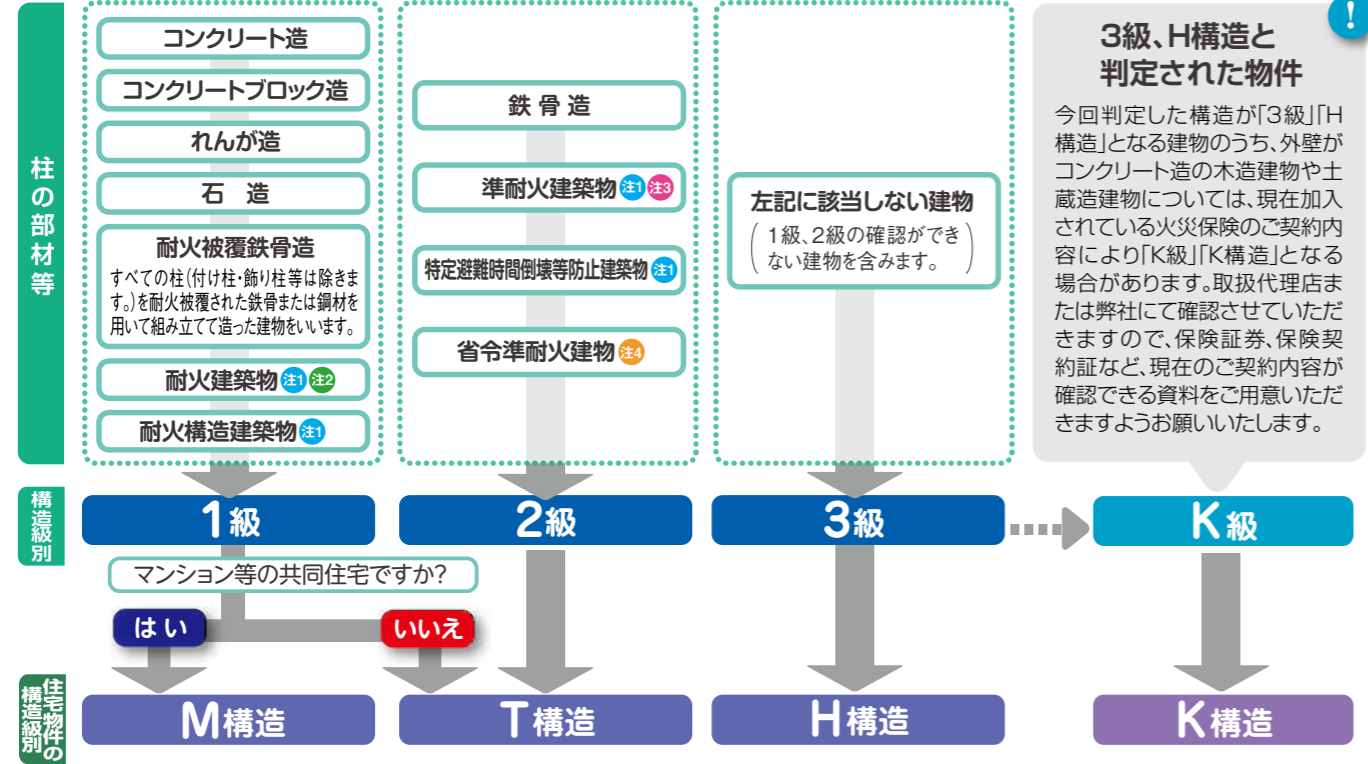 柱の部材等
コンクリート造
コンクリートブロック造
れんが造
石 造
耐火被覆鉄骨造
すべての柱(付け柱・飾り柱等は除きま
す。)を耐火被覆された鉄骨または鋼材を
用いて組み立てて造った建物をいいます。
耐火建築物 注1 注2
耐火構造建築物 注1
鉄 骨 造
準耐火建築物 注1 注3
特定避難時間倒壊等防止建築物 注1
省令準耐火建物 注4
左記に該当しない建物
(1級、2級の確認ができ
ない建物を含みます。)
!
3級、H構造と
判定された物件
今回判定した構造が「3級」「H
構造」となる建物のうち、外壁が
コンクリート造の木造建物や土
蔵造建物については、現在加入
されている火災保険のご契約内
容により「K級」「K構造」となる
場合があります。取扱代理店ま
たは弊社にて確認させていただ
きますので、保険証券、保険契
約証など、現在のご契約内容が
確認できる資料をご用意いただ
きますようお願いいたします。
構造級別
1級
2級
3級
K級
マンション等の共同住宅ですか?
はい
いいえ
住宅物件の
構造級別
M構造
T構造
H構造
K構造